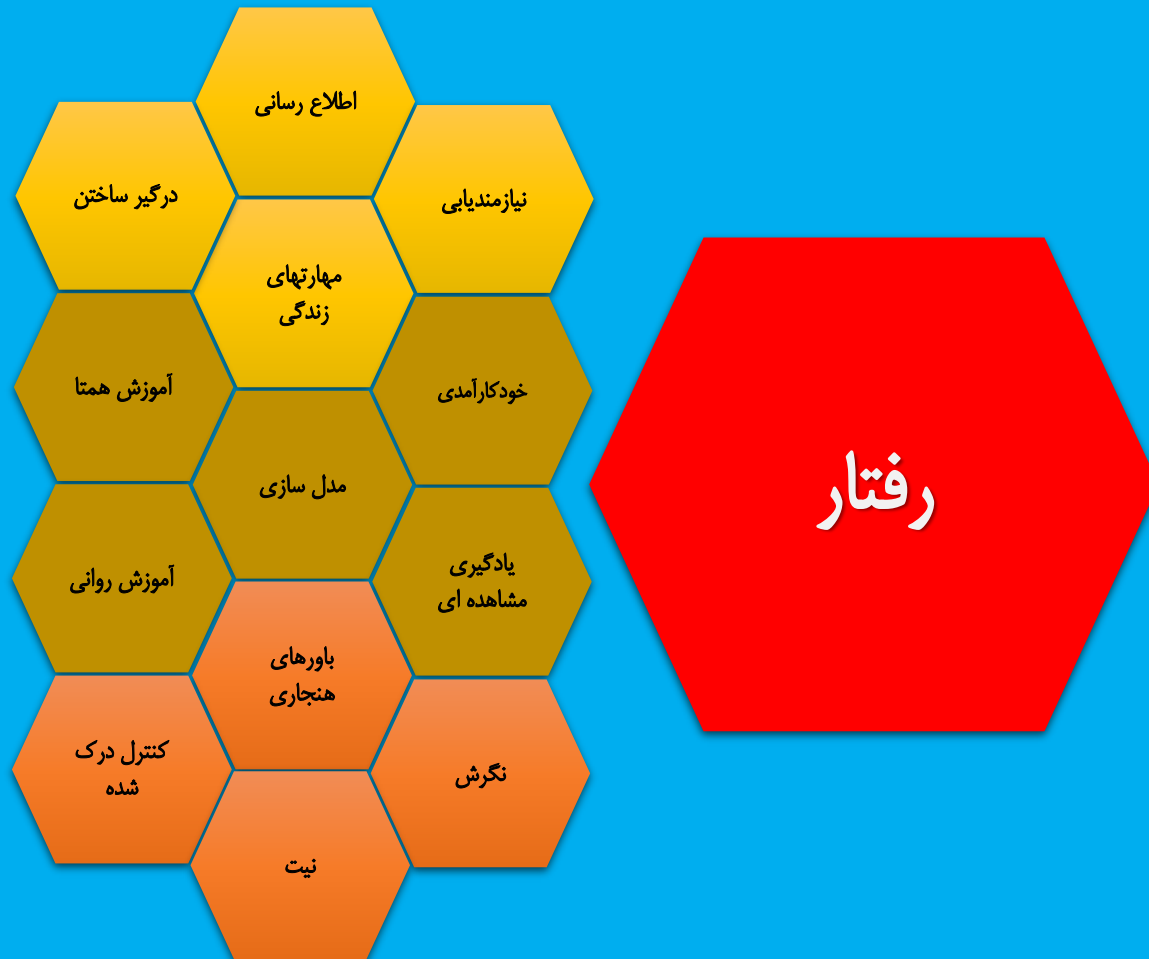 اطلاع رسانی
نیازمندیابی
درگیر ساختن
مهارتهای
زندگی
خودکارآمدی
آموزش همتا
مدل سازی
یادگیری
مشاهده ای
آموزش روانی
باورهای
هنجاری
نگرش
کنترل درک
شده
نیت
رفتار